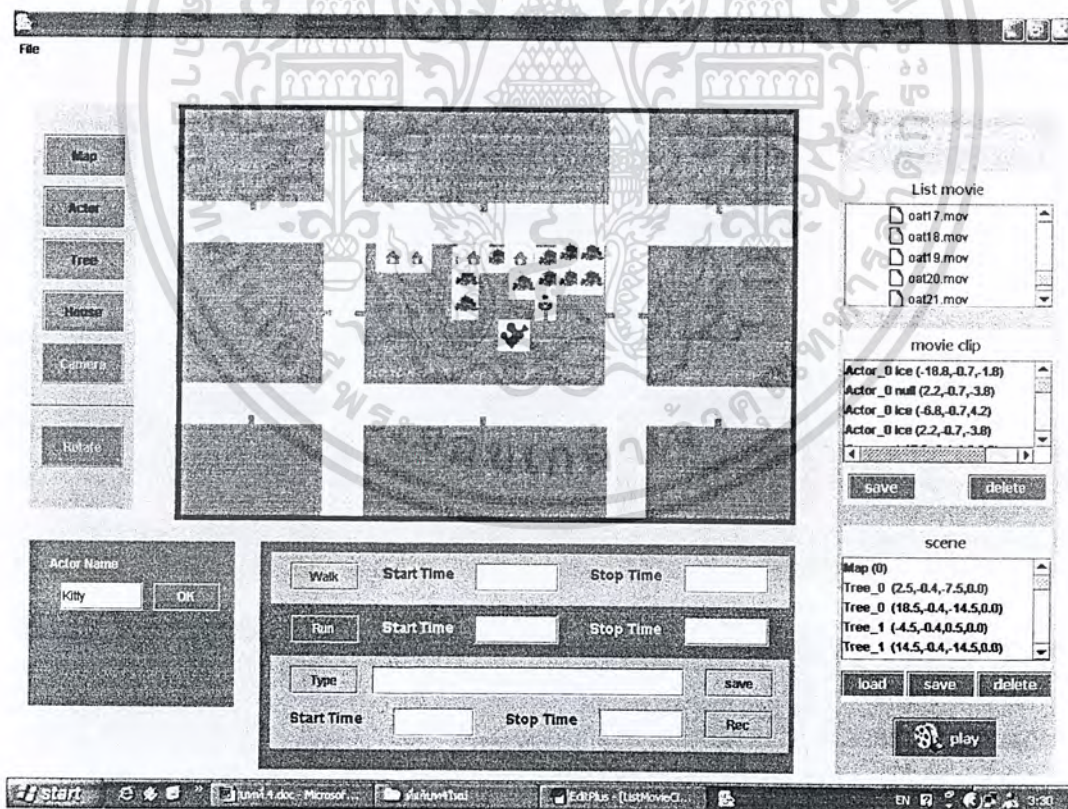 File
Map
Actor
Tree
House
Camera
Rotate
List movie
oat17.mov
oat18.mov
oat19.mov
oat20.mov
oat21.mov
movie clip
Actor_0 ice (-18.8,-0.7,-1.8)
Actor_0 null (2.2,-0.7,-3.8)
Actor_0 ice (-6.8,-0.7,4.2)
Actor_0 ice (2.2,-0.7,-3.8)
save delete
scene
Map (0)
Tree_0 (2.5,-0.4,-7.5,0.0)
Tree_0 (18.5,-0.4,-14.5,0.0)
Tree_1 (-4.5,-0.4,0.5,0.0)
Tree_1 (14.5,-0.4,-14.5,0.0)
load save delete
play
Actor Name
Kitty OK
Walk Start Time Stop Time
Run Start Time Stop Time
Type save
Start Time Stop Time Rec
start บทที่ 4.doc - Microsof... EditPlus - [ListMovieCl... EN 3:30